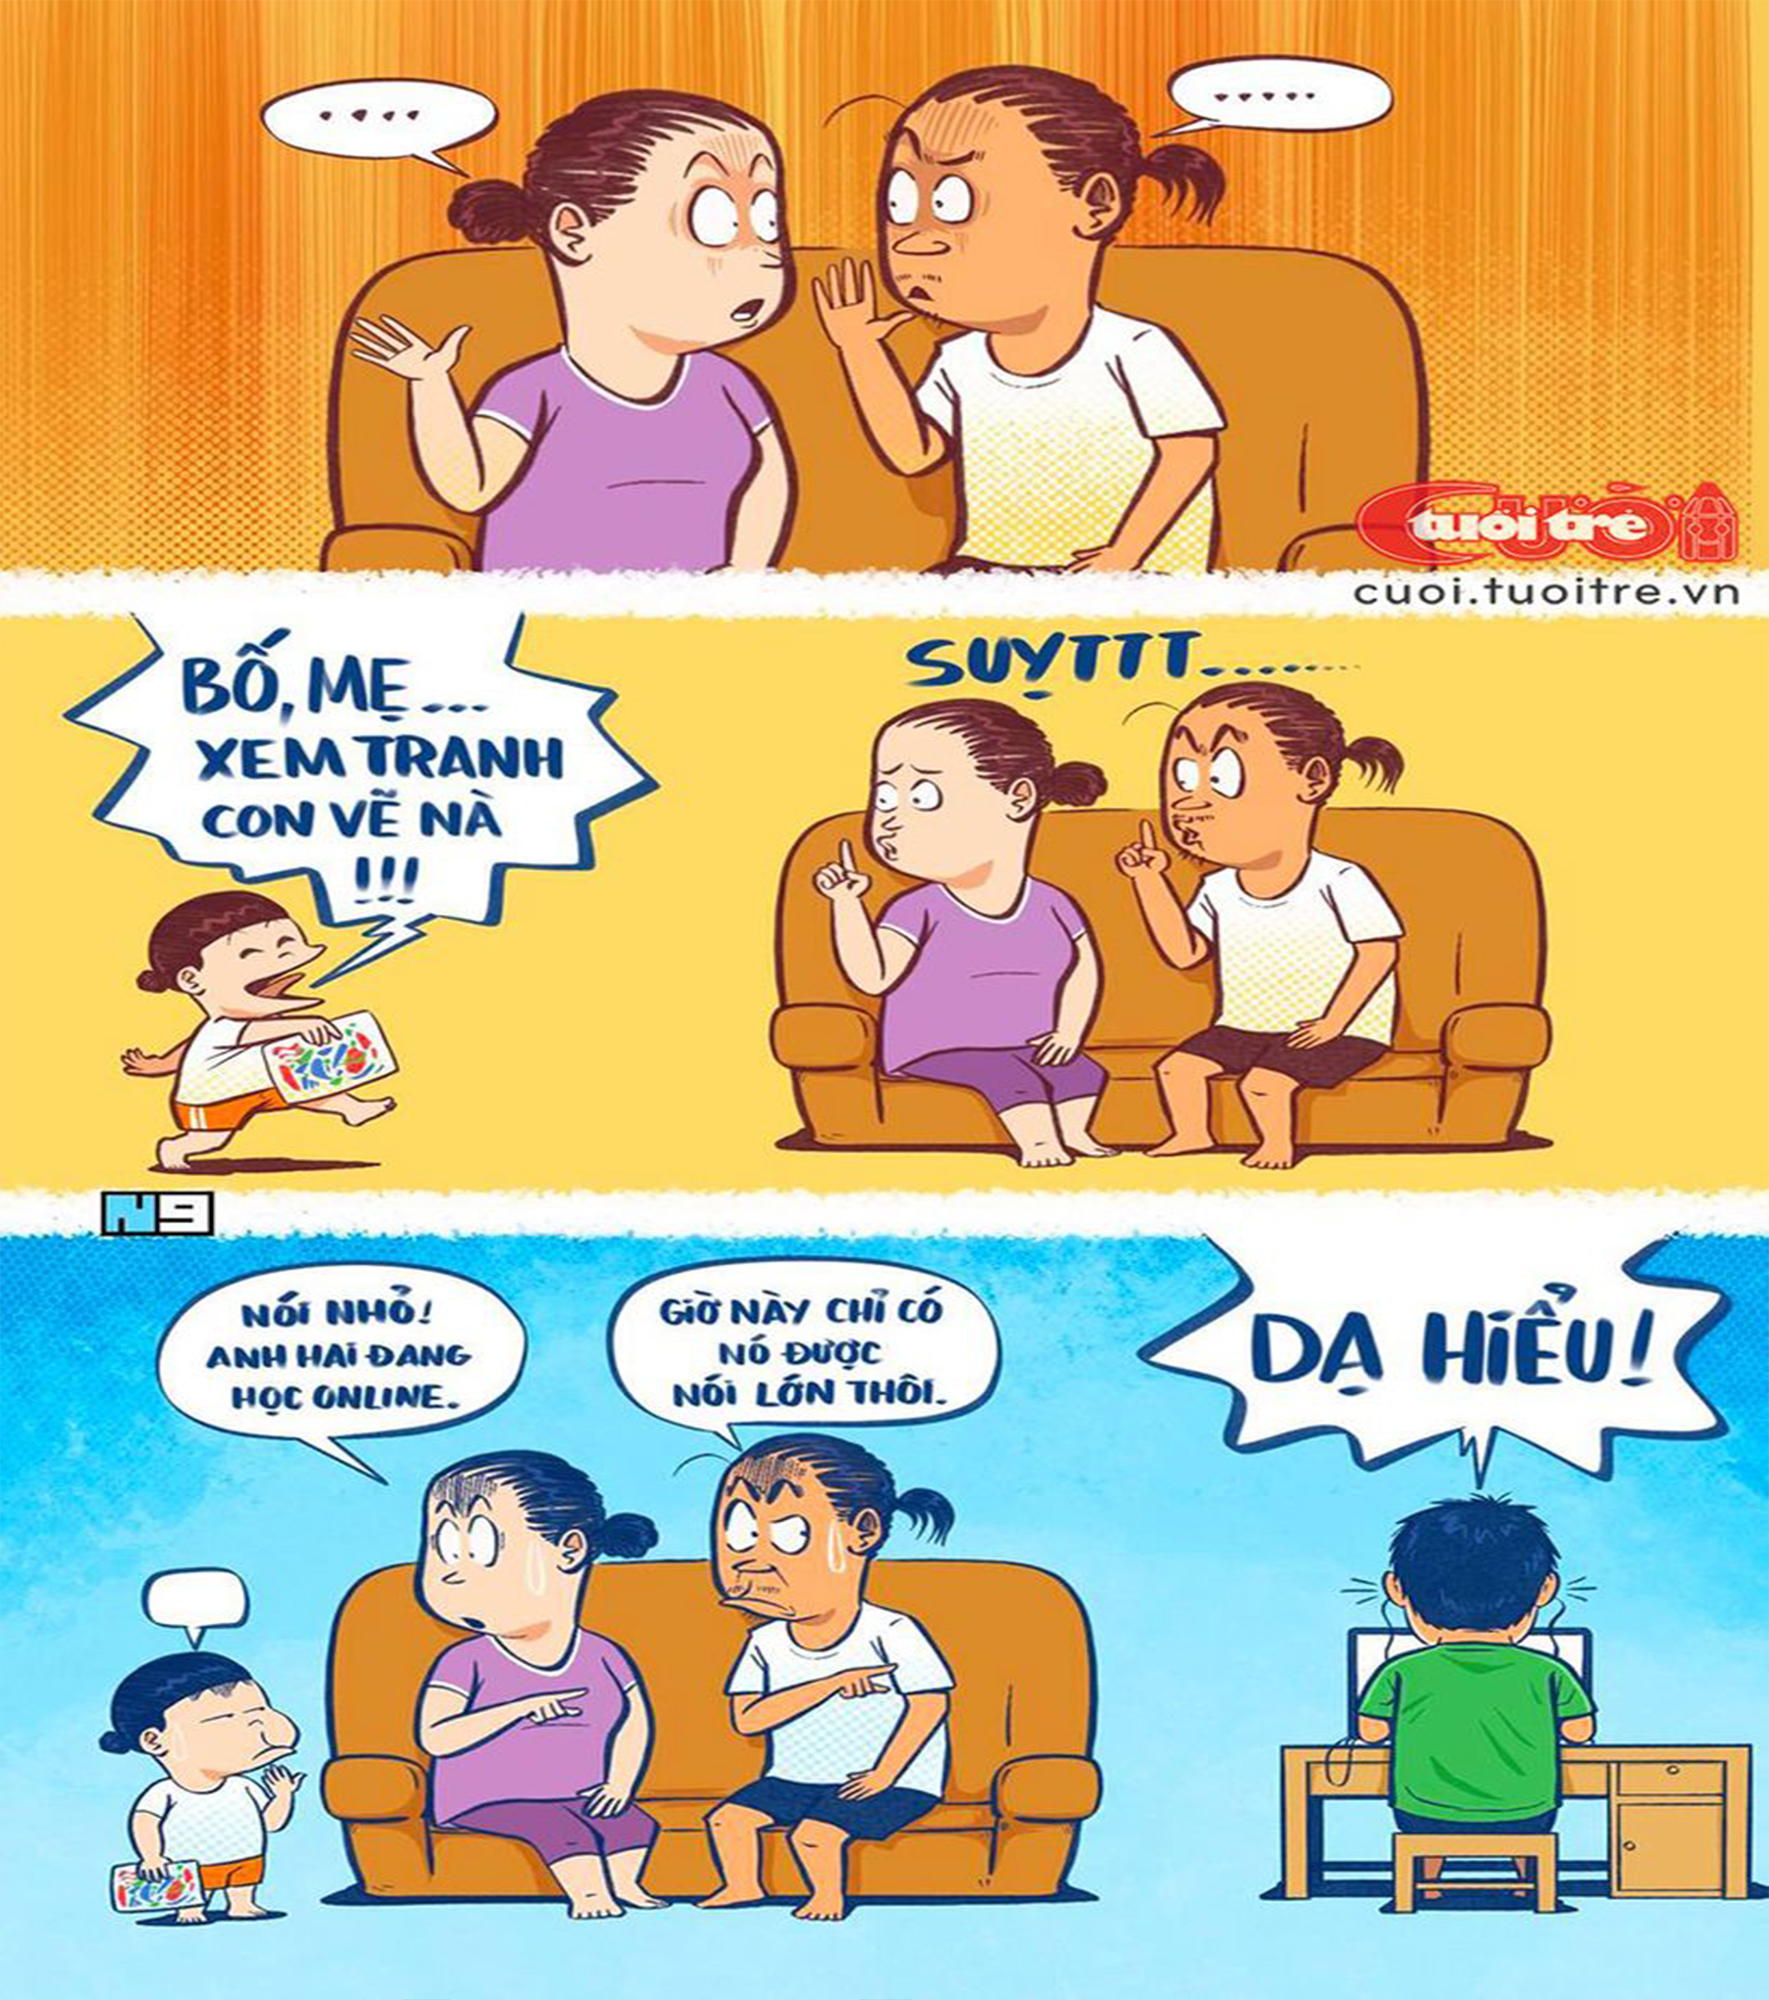 ....
.....
cười
tuổi trẻ
cuoi.tuoitre.vn
BỐ, MẸ...
XEM TRANH
CON VẼ NÀ
!!!
SUỴTTT........
N9
NÓI NHỎ!
ANH HAI ĐANG
HỌC ONLINE.
GIỜ NÀY CHỈ CÓ
NÓ ĐƯỢC
NÓI LỚN THÔI.
DẠ HIỂU!